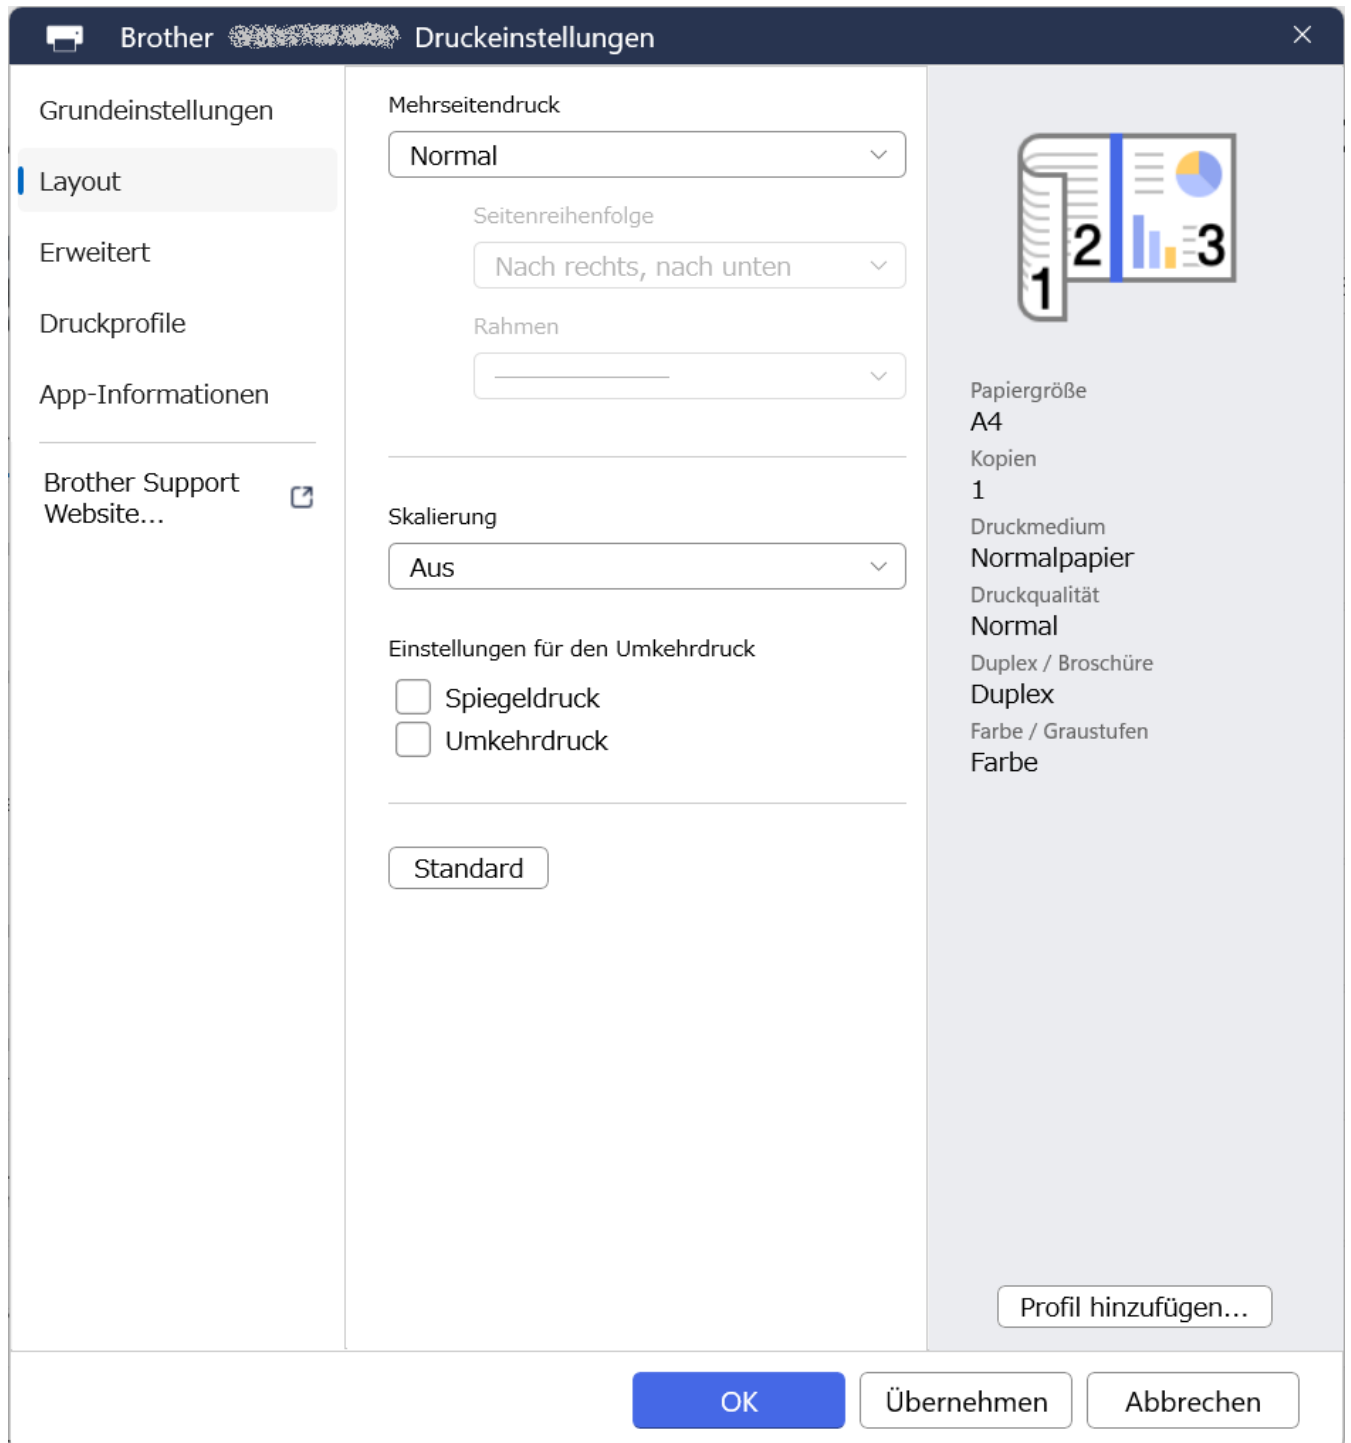 Brother Druckeinstellungen
Grundeinstellungen
Layout
Erweitert
Druckprofile
App-Informationen
Brother Support
Website...
Mehrseitendruck
Normal
Seitenreihenfolge
Nach rechts, nach unten
Rahmen
Skalierung
Aus
Einstellungen für den Umkehrdruck
Spiegeldruck
Umkehrdruck
Standard
1
2
3
Papiergröße
A4
Kopien
1
Druckmedium
Normalpapier
Druckqualität
Normal
Duplex / Broschüre
Duplex
Farbe / Graustufen
Farbe
Profil hinzufügen...
OK
Übernehmen
Abbrechen